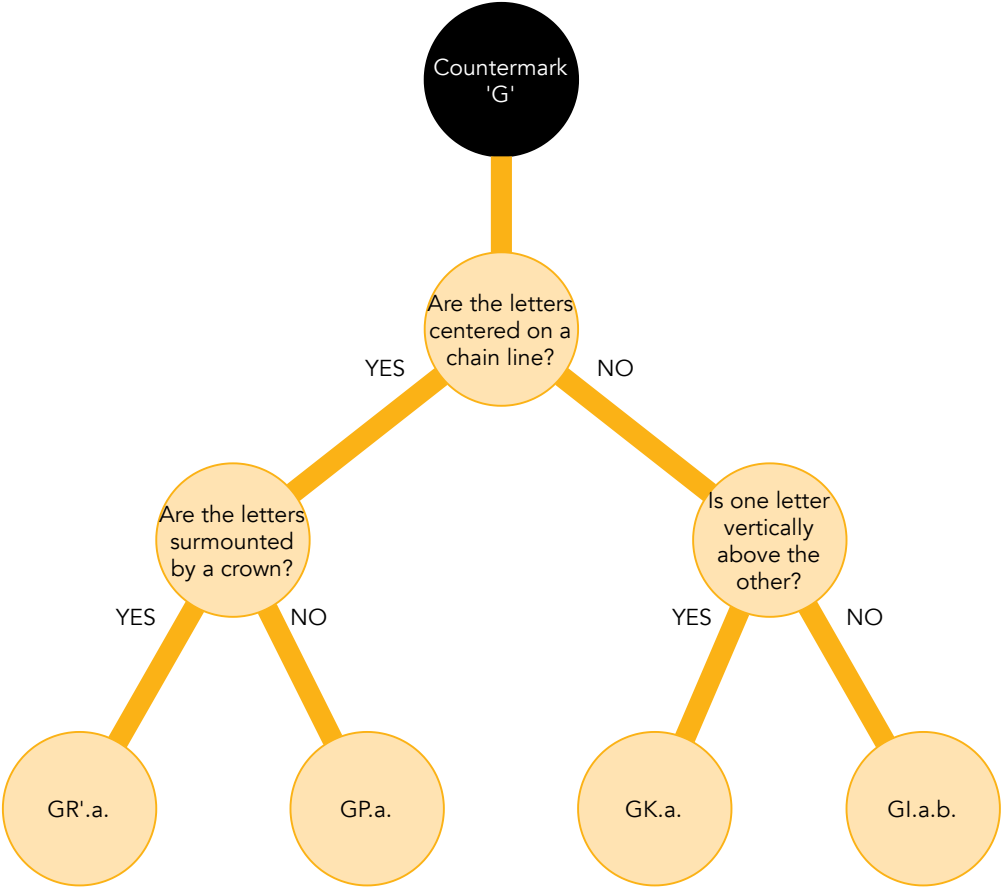 Countermark
'G'
Are the letters
centered on a
chain line?
YES
NO
Are the letters
surmounted
by a crown?
Is one letter
vertically
above the
other?
YES
NO
YES
NO
GR'.a.
GP.a.
GK.a.
GI.a.b.